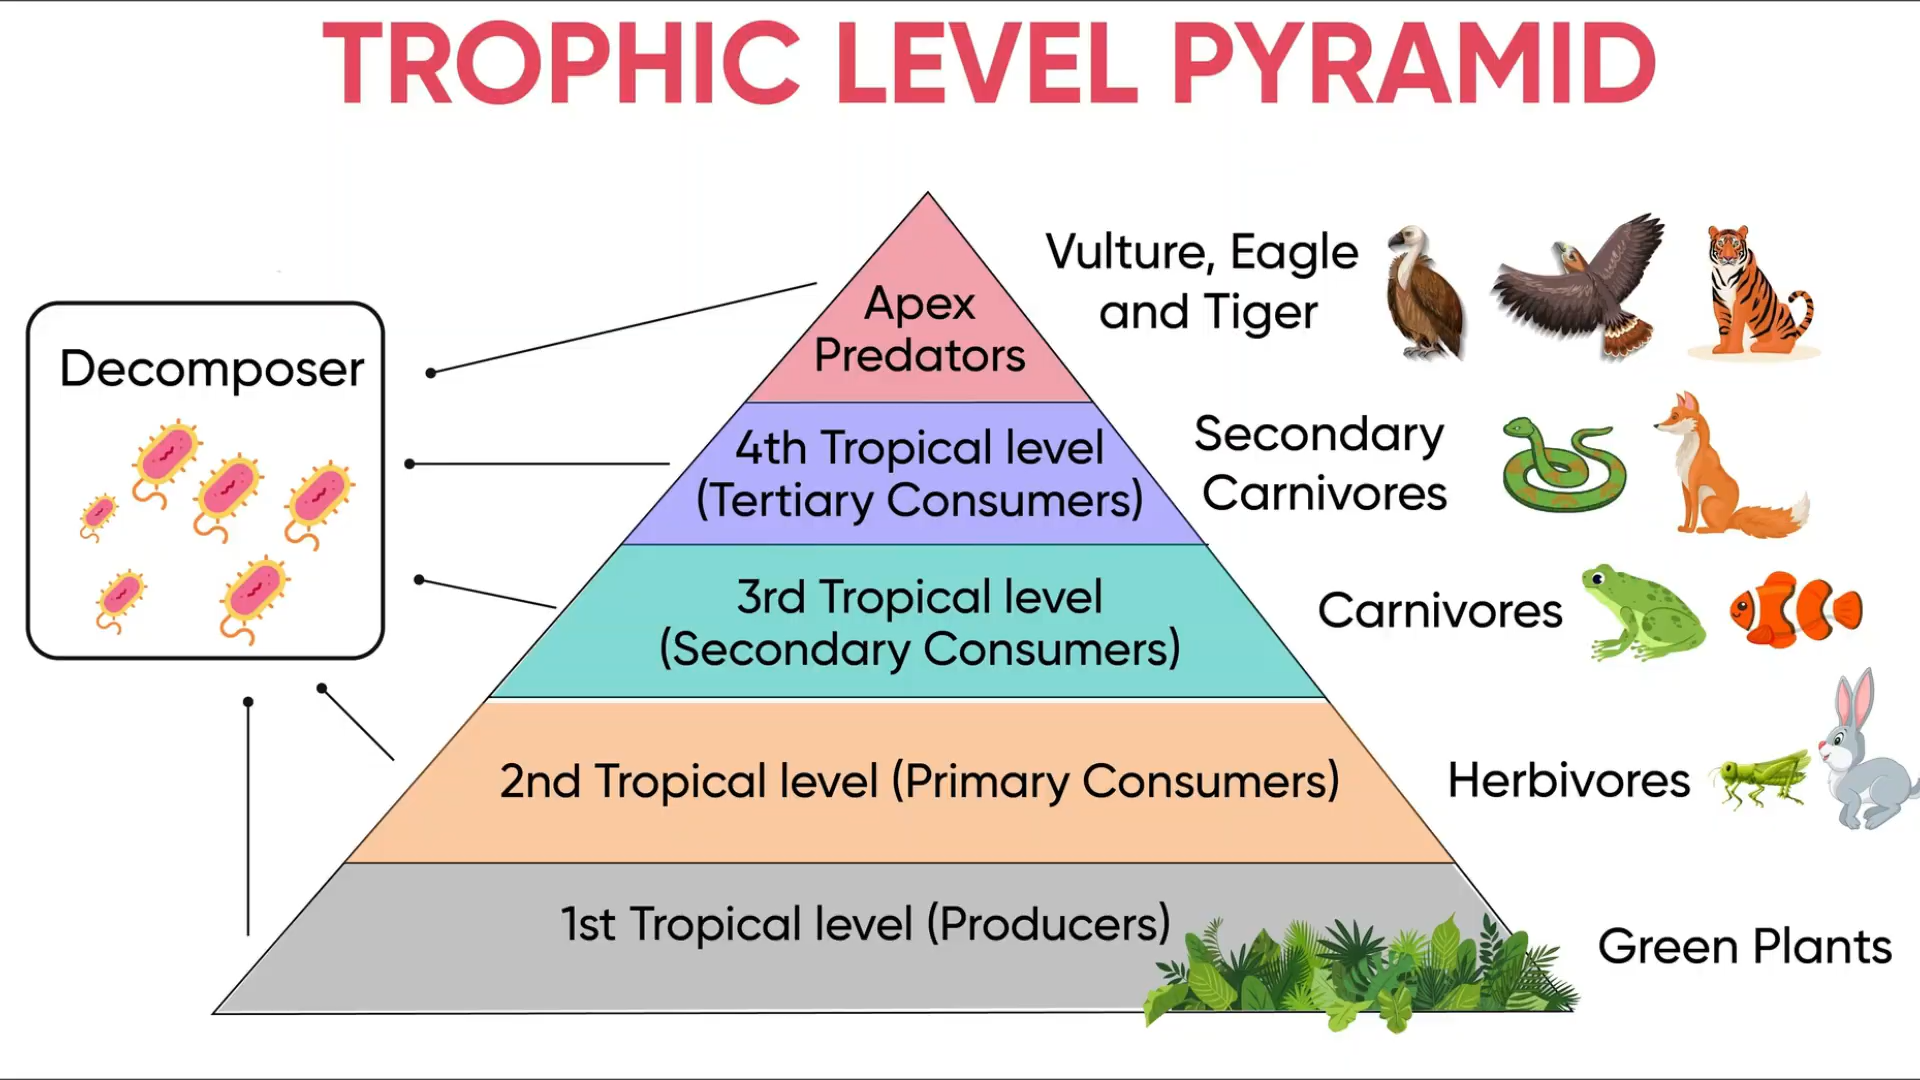 TROPHIC LEVEL PYRAMID
Decomposer
Apex
Predators
Vulture, Eagle
and Tiger
4th Tropical level
(Tertiary Consumers)
Secondary
Carnivores
3rd Tropical level
(Secondary Consumers)
Carnivores
2nd Tropical level (Primary Consumers)
Herbivores
1st Tropical level (Producers)
Green Plants